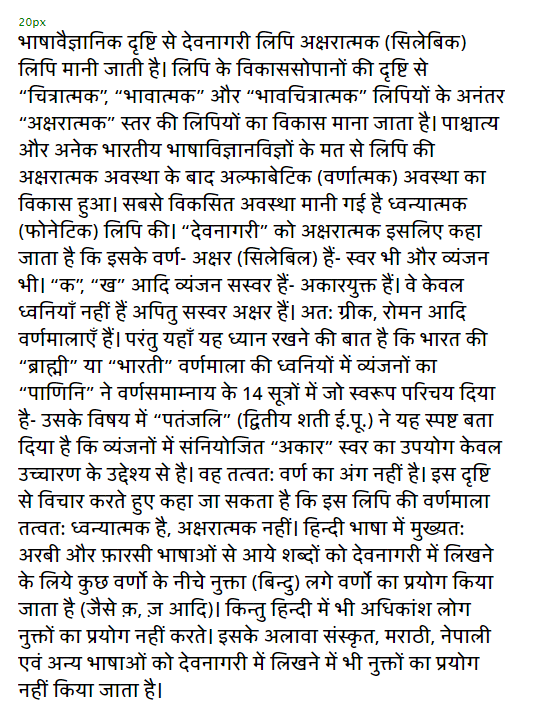 20px
भाषावैज्ञानिक दृष्टि से देवनागरी लिपि अक्षरात्मक (सिलेबिक)
लिपि मानी जाती है। लिपि के विकाससोपानों की दृष्टि से
“चित्रात्मक”, “भावात्मक” और “भावचित्रात्मक” लिपियों के अनंतर
“अक्षरात्मक” स्तर की लिपियों का विकास माना जाता है। पाश्चात्य
और अनेक भारतीय भाषाविज्ञानविज्ञों के मत से लिपि की
अक्षरात्मक अवस्था के बाद अल्फाबेटिक (वर्णात्मक) अवस्था का
विकास हुआ। सबसे विकसित अवस्था मानी गई है ध्वन्यात्मक
(फोनेटिक) लिपि की। “देवनागरी” को अक्षरात्मक इसलिए कहा
जाता है कि इसके वर्ण- अक्षर (सिलेबिल) हैं- स्वर भी और व्यंजन
भी। “क”, “ख” आदि व्यंजन सस्वर हैं- अकारयुक्त हैं। वे केवल
ध्वनियाँ नहीं हैं अपितु सस्वर अक्षर हैं। अत: ग्रीक, रोमन आदि
वर्णमालाएँ हैं। परंतु यहाँ यह ध्यान रखने की बात है कि भारत की
“ब्राह्मी” या “भारती” वर्णमाला की ध्वनियों में व्यंजनों का
“पाणिनि” ने वर्णसमाम्नाय के 14 सूत्रों में जो स्वरूप परिचय दिया
है- उसके विषय में “पतंजलि” (द्वितीय शती ई.पू.) ने यह स्पष्ट बता
दिया है कि व्यंजनों में संनियोजित “अकार” स्वर का उपयोग केवल
उच्चारण के उद्देश्य से है। वह तत्वत: वर्ण का अंग नहीं है। इस दृष्टि
से विचार करते हुए कहा जा सकता है कि इस लिपि की वर्णमाला
तत्वत: ध्वन्यात्मक है, अक्षरात्मक नहीं। हिन्दी भाषा में मुख्यत:
अरबी और फ़ारसी भाषाओं से आये शब्दों को देवनागरी में लिखने
के लिये कुछ वर्णो के नीचे नुक्ता (बिन्दु) लगे वर्णो का प्रयोग किया
जाता है (जैसे क़, ज़ आदि)। किन्तु हिन्दी में भी अधिकांश लोग
नुक्तों का प्रयोग नहीं करते। इसके अलावा संस्कृत, मराठी, नेपाली
एवं अन्य भाषाओं को देवनागरी में लिखने में भी नुक्तों का प्रयोग
नहीं किया जाता है।